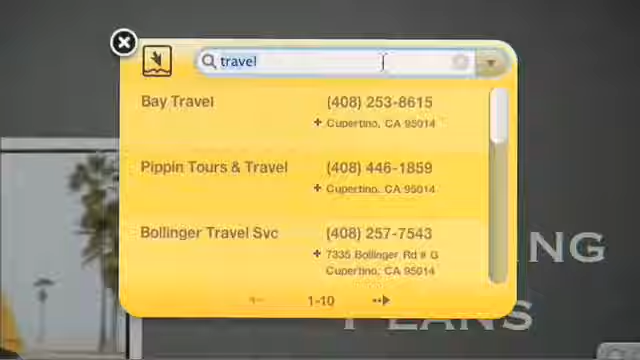 travel
Bay Travel (408) 253-8615
+ Cupertino, CA 95014
Pippin Tours & Travel (408) 446-1859
+ Cupertino, CA 95014
Bollinger Travel Svc (408) 257-7543
+ 7335 Bollinger Rd # G
Cupertino, CA 95014
1-10
PLANS